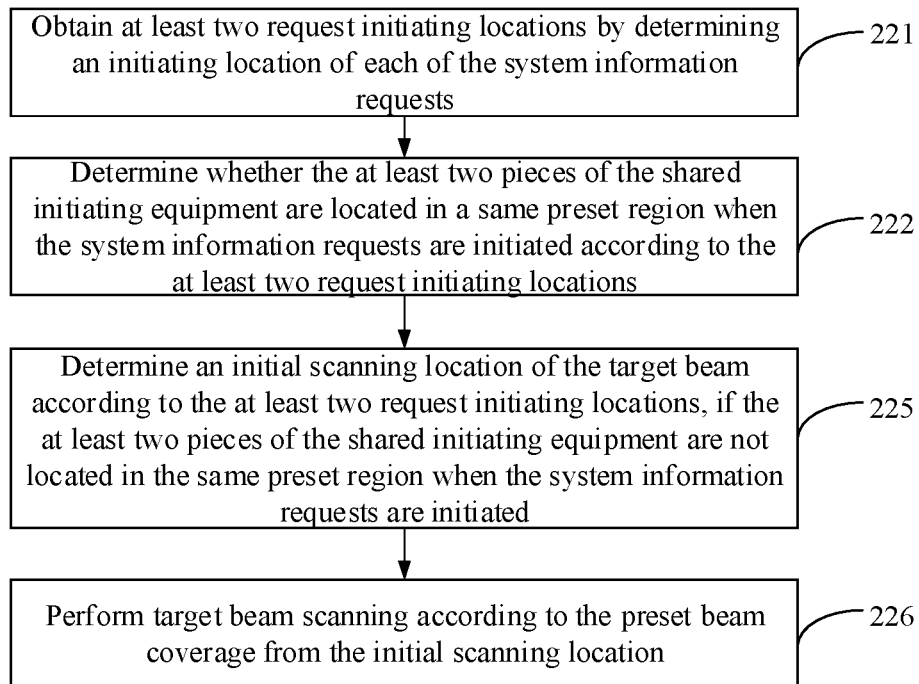 Obtain at least two request initiating locations by determining
an initiating location of each of the system information
requests
221
Determine whether the at least two pieces of the shared
initiating equipment are located in a same preset region when
the system information requests are initiated according to the
at least two request initiating locations
222
Determine an initial scanning location of the target beam
according to the at least two request initiating locations, if the
at least two pieces of the shared initiating equipment are not
located in the same preset region when the system information
requests are initiated
225
Perform target beam scanning according to the preset beam
coverage from the initial scanning location
226